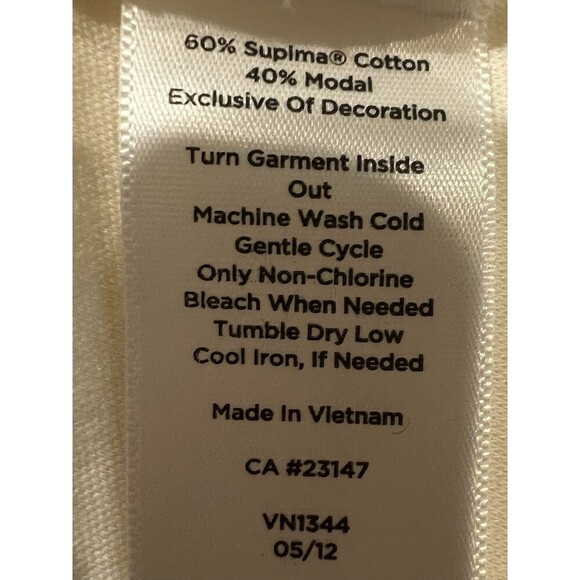 60% Supima® Cotton
40% Modal
Exclusive Of Decoration
Turn Garment Inside
Out
Machine Wash Cold
Gentle Cycle
Only Non-Chlorine
Bleach When Needed
Tumble Dry Low
Cool Iron, If Needed
Made In Vietnam
CA #23147
VN1344
05/12